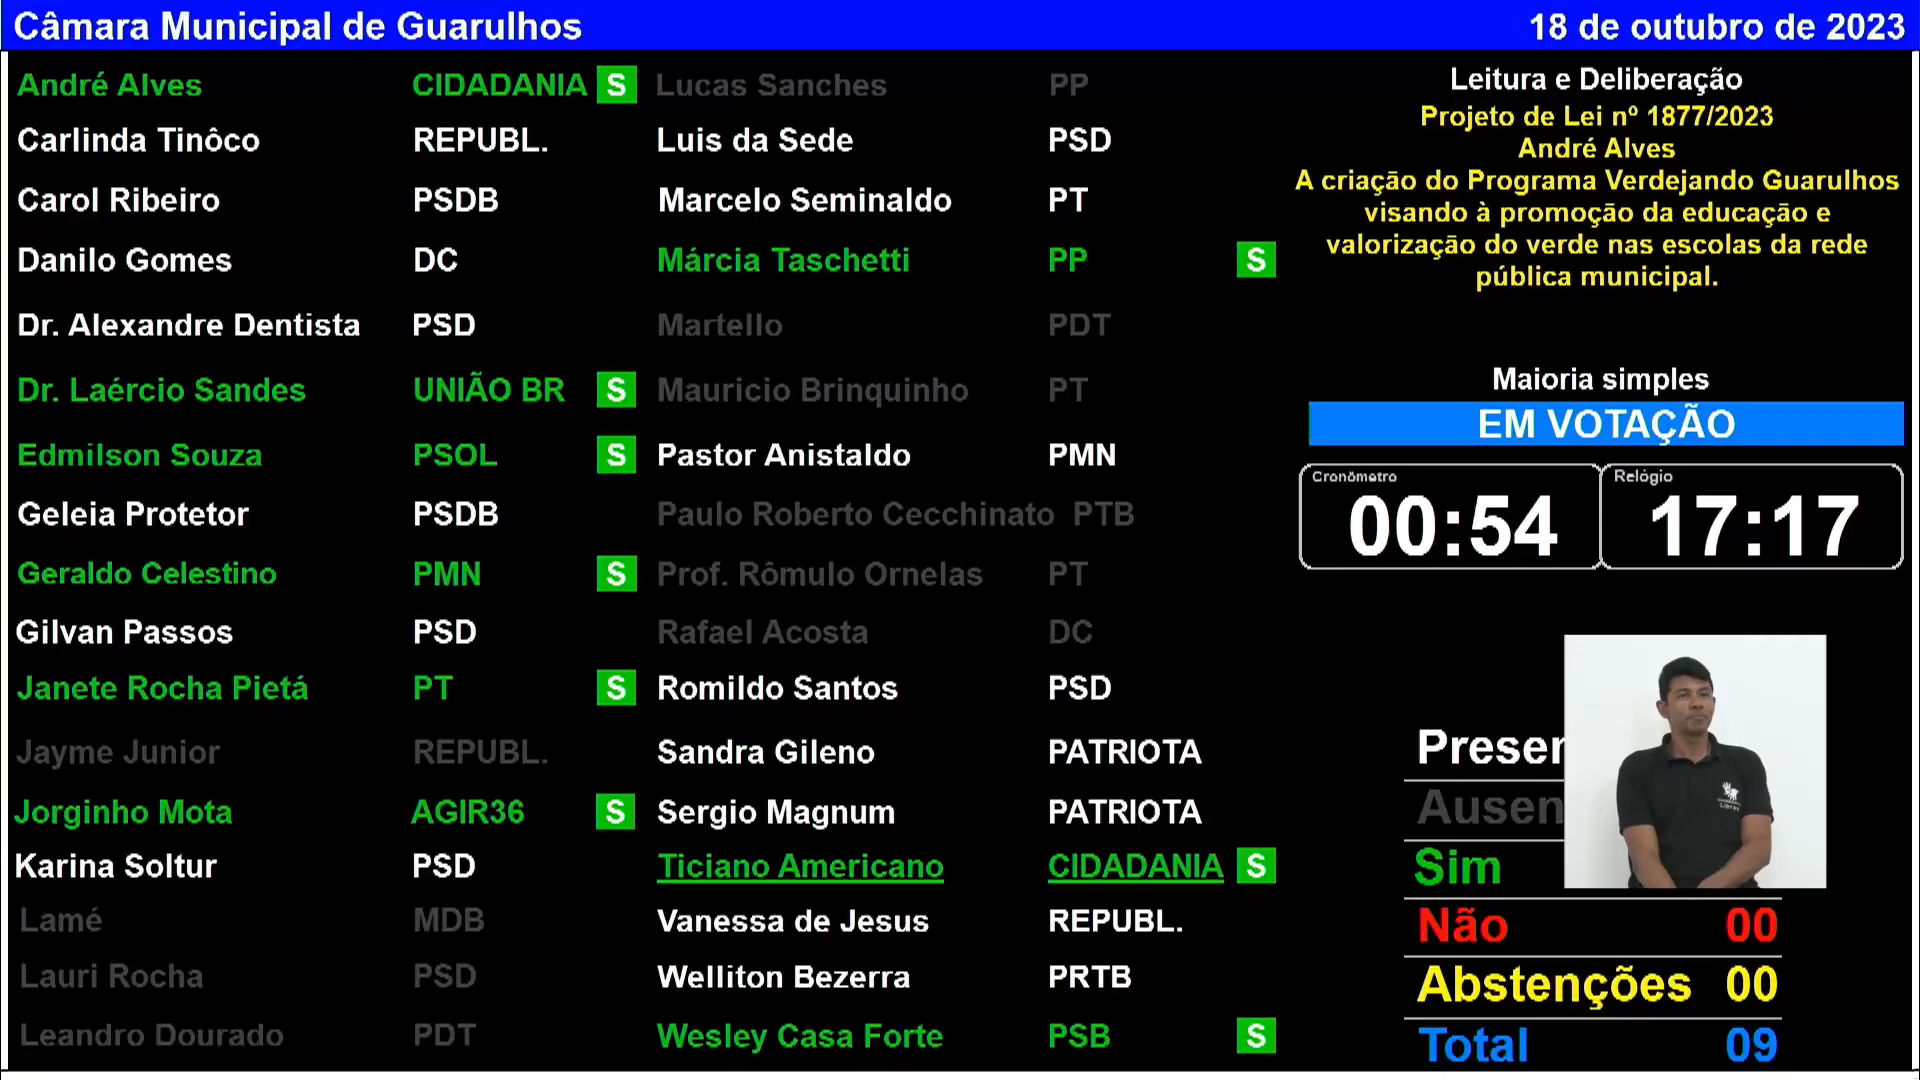 Câmara Municipal de Guarulhos 18 de outubro de 2023
André Alves CIDADANIA S Lucas Sanches PP
Carlinda Tinôco REPUBL. Luis da Sede PSD
Carol Ribeiro PSDB Marcelo Seminaldo PT
Danilo Gomes DC Márcia Taschetti PP S
Dr. Alexandre Dentista PSD Martello PDT
Dr. Laércio Sandes UNIÃO BR S Mauricio Brinquinho PT
Edmilson Souza PSOL S Pastor Anistaldo PMN
Geleia Protetor PSDB Paulo Roberto Cecchinato PTB
Geraldo Celestino PMN S Prof. Rômulo Ornelas PT
Gilvan Passos PSD Rafael Acosta DC
Janete Rocha Pietá PT S Romildo Santos PSD
Jayme Junior REPUBL. Sandra Gileno PATRIOTA
Jorginho Mota AGIR36 S Sergio Magnum PATRIOTA
Karina Soltur PSD Ticiano Americano CIDADANIA S
Lamé MDB Vanessa de Jesus REPUBL.
Lauri Rocha PSD Welliton Bezerra PRTB
Leandro Dourado PDT Wesley Casa Forte PSB S
Leitura e Deliberação
Projeto de Lei nº 1877/2023
André Alves
A criação do Programa Verdejando Guarulhos
visando à promoção da educação e
valorização do verde nas escolas da rede
pública municipal.
Maioria simples
EM VOTAÇÃO
Cronômetro Relógio
00:54 17:17
Presen
Ausen
Sim
Não 00
Abstenções 00
Total 09